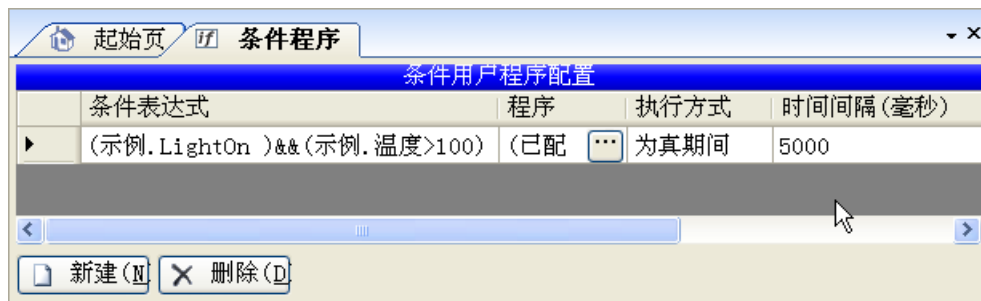 起始页 if 条件程序
条件用户程序配置
条件表达式 程序 执行方式 时间间隔(毫秒)
(示例.LightOn )&&(示例.温度>100) (已配 ... 为真期间 5000
新建(N 删除(D